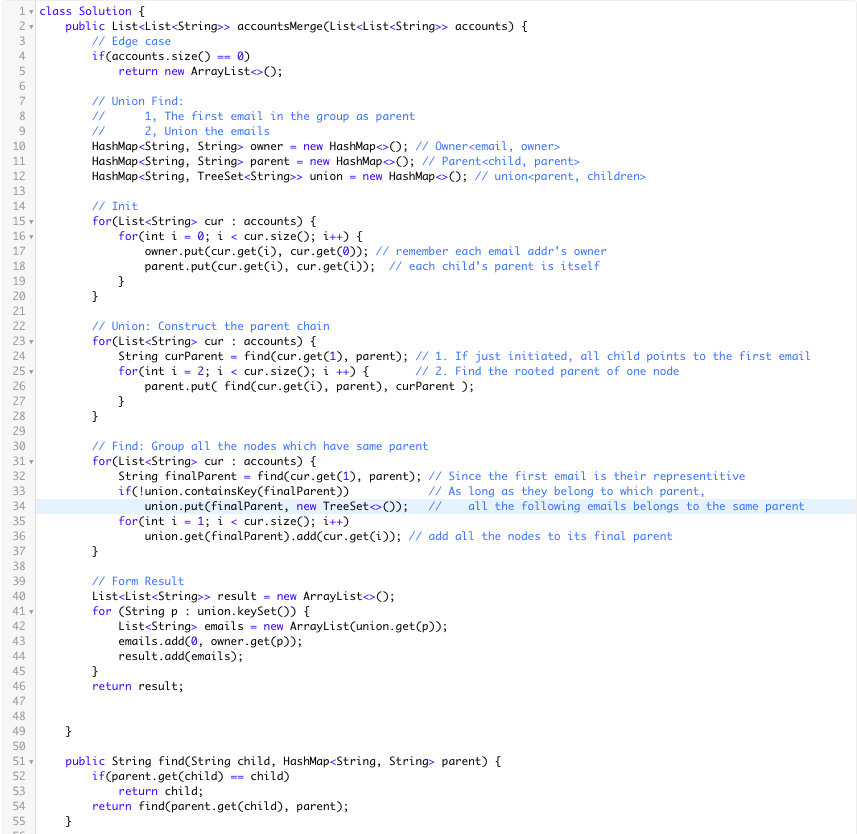 1 class Solution {
2 public List<List<String>> accountsMerge(List<List<String>> accounts) {
3 // Edge case
4 if(accounts.size() == 0)
5 return new ArrayList<>();
6
7 // Union Find:
8 // 1, The first email in the group as parent
9 // 2, Union the emails
10 HashMap<String, String> owner = new HashMap<>(); // Owner<email, owner>
11 HashMap<String, String> parent = new HashMap<>(); // Parent<child, parent>
12 HashMap<String, TreeSet<String>> union = new HashMap<>(); // union<parent, children>
13
14 // Init
15 for(List<String> cur : accounts) {
16 for(int i = 0; i < cur.size(); i++) {
17 owner.put(cur.get(i), cur.get(0)); // remember each email addr's owner
18 parent.put(cur.get(i), cur.get(i)); // each child's parent is itself
19 }
20 }
21
22 // Union: Construct the parent chain
23 for(List<String> cur : accounts) {
24 String curParent = find(cur.get(1), parent); // 1. If just initiated, all child points to the first email
25 for(int i = 2; i < cur.size(); i ++) { // 2. Find the rooted parent of one node
26 parent.put( find(cur.get(i), parent), curParent );
27 }
28 }
29
30 // Find: Group all the nodes which have same parent
31 for(List<String> cur : accounts) {
32 String finalParent = find(cur.get(1), parent); // Since the first email is their representitive
33 if(!union.containsKey(finalParent)) // As long as they belong to which parent,
34 union.put(finalParent, new TreeSet<>()); // all the following emails belongs to the same parent
35 for(int i = 1; i < cur.size(); i++)
36 union.get(finalParent).add(cur.get(i)); // add all the nodes to its final parent
37 }
38
39 // Form Result
40 List<List<String>> result = new ArrayList<>();
41 for (String p : union.keySet()) {
42 List<String> emails = new ArrayList(union.get(p));
43 emails.add(0, owner.get(p));
44 result.add(emails);
45 }
46 return result;
47
48
49 }
50
51 public String find(String child, HashMap<String, String> parent) {
52 if(parent.get(child) == child)
53 return child;
54 return find(parent.get(child), parent);
55 }